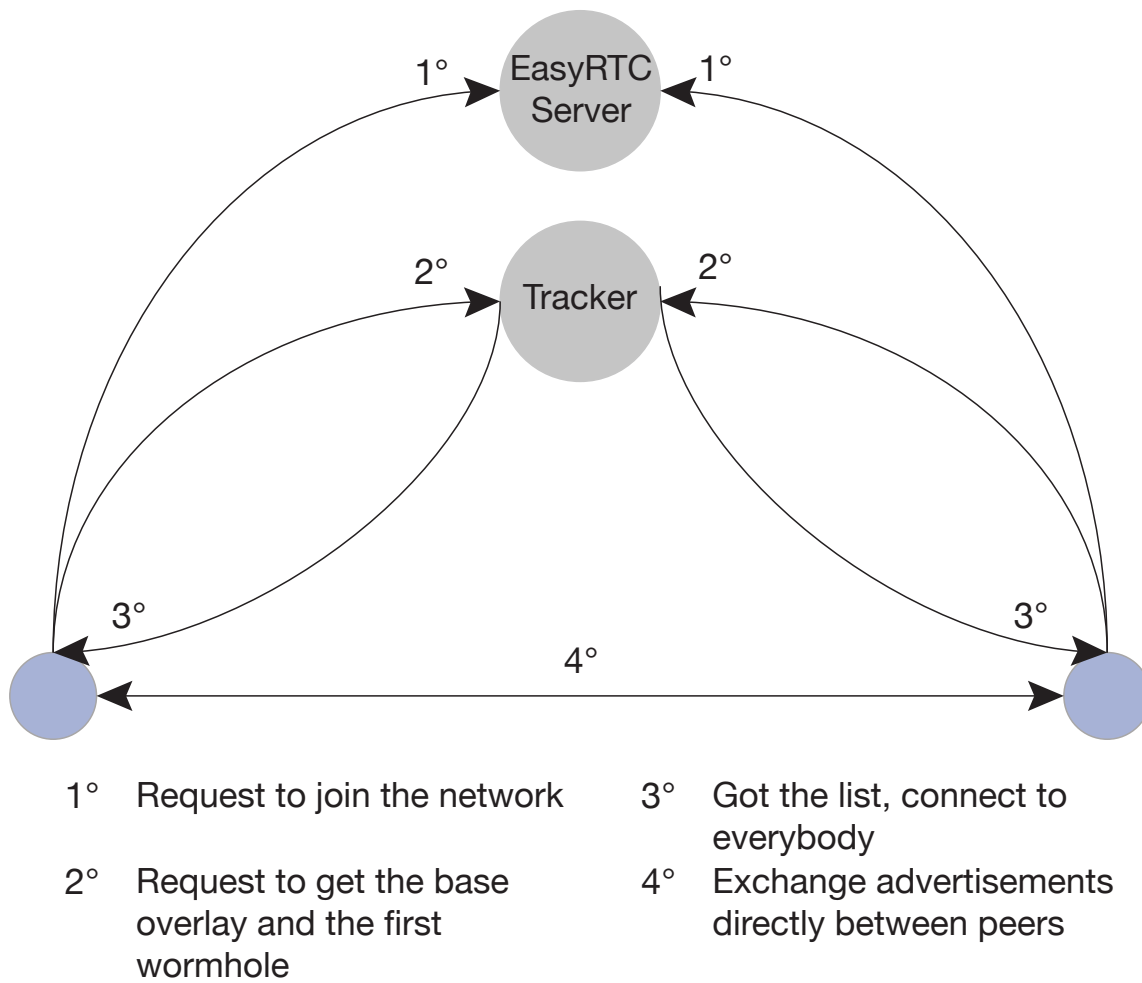 1°
EasyRTC
Server
1°
2°
Tracker
2°
3°
3°
4°
1° Request to join the network
2° Request to get the base
overlay and the first
wormhole
3° Got the list, connect to
everybody
4° Exchange advertisements
directly between peers